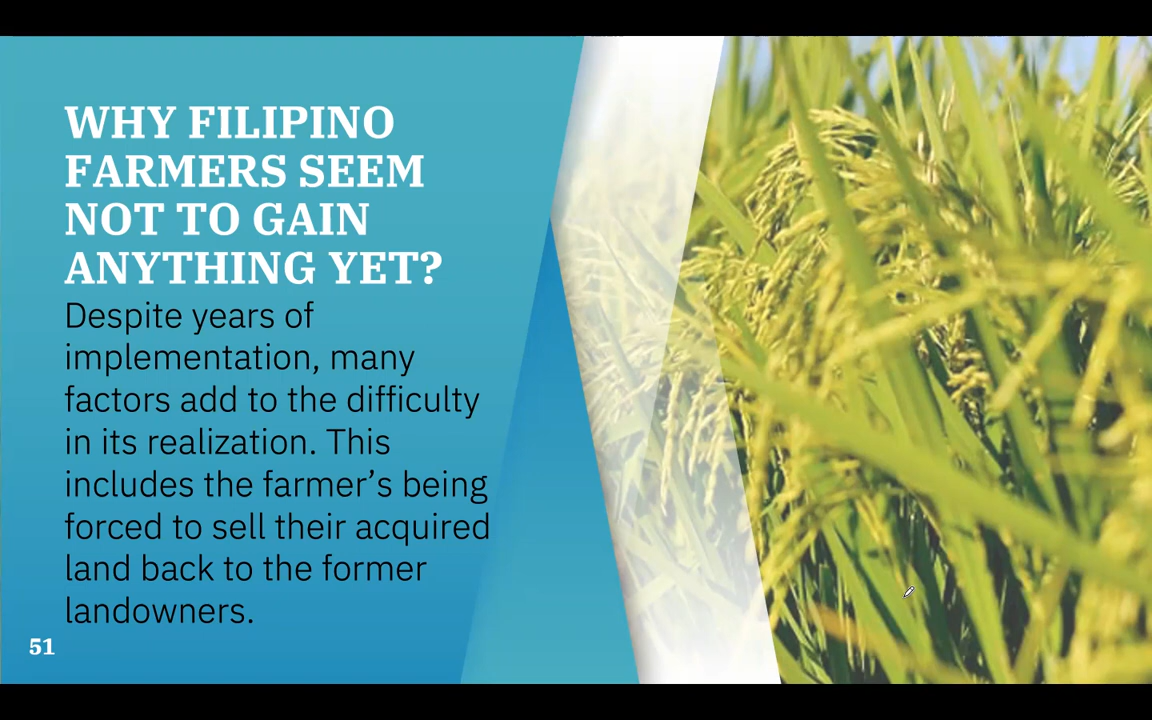 WHY FILIPINO
FARMERS SEEM
NOT TO GAIN
ANYTHING YET?
Despite years of
implementation, many
factors add to the difficulty
in its realization. This
includes the farmer’s being
forced to sell their acquired
land back to the former
landowners.
51